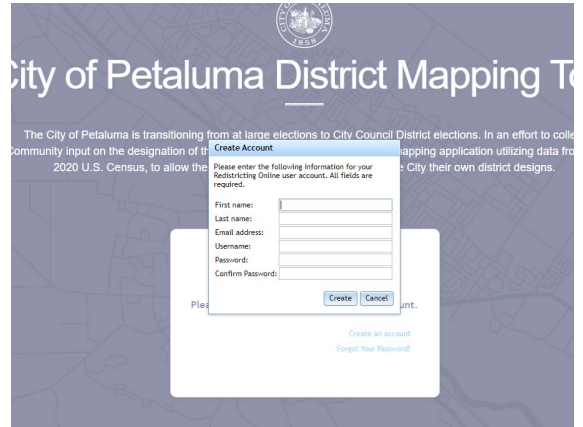 1858
City of Petaluma District Mapping To
The City of Petaluma is transitioning from at large elections to City Council District elections. In an effort to colle
Community input on the designation of th mapping application utilizing data fro
2020 U.S. Census, to allow the e City their own district designs.
Create Account
Please enter the following information for your
Redistricting Online user account. All fields are
required.
First name:
Last name:
Email address:
Username:
Password:
Confirm Password:
Create Cancel
Plea unt.
Create an account
Forgot Your Password?